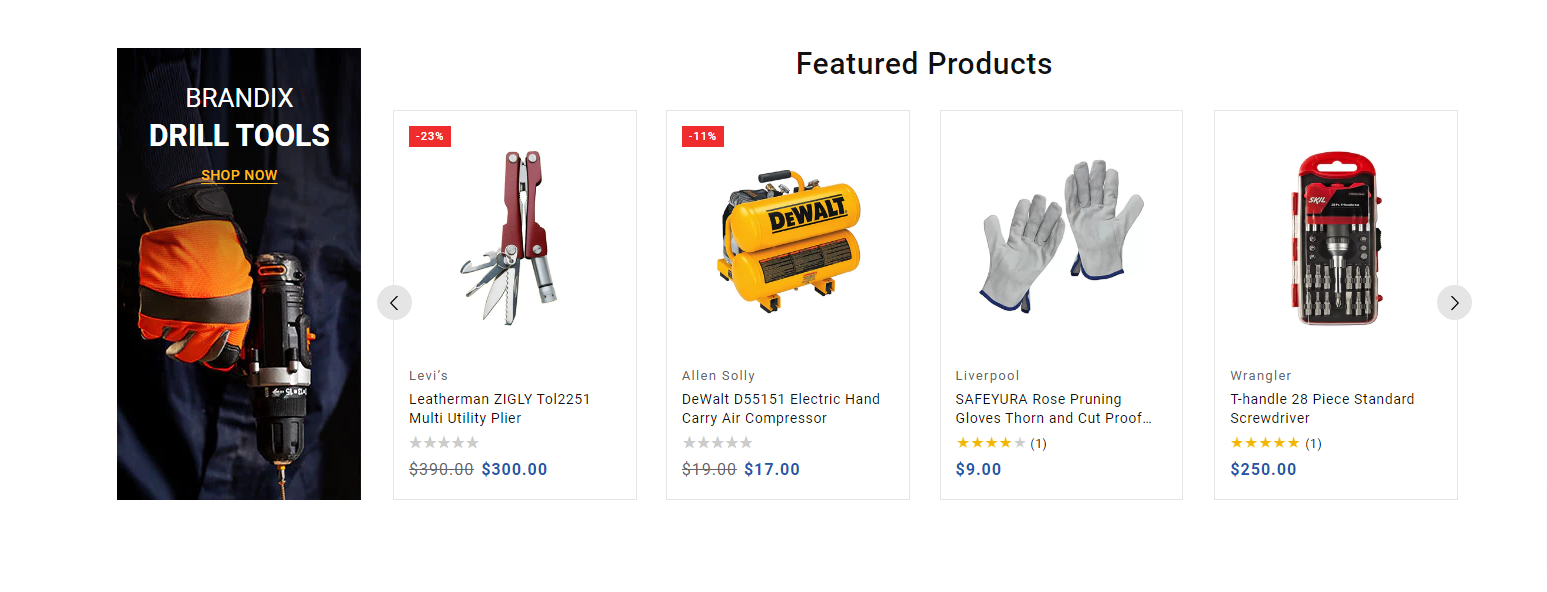 BRANDIX
DRILL TOOLS
SHOP NOW
Featured Products
-23%
Levi's
Leatherman ZIGLY Tol2251
Multi Utility Plier
$390.00 $300.00
-11%
DEWALT
Allen Solly
DeWalt D55151 Electric Hand
Carry Air Compressor
$19.00 $17.00
Liverpool
SAFEYURA Rose Pruning
Gloves Thorn and Cut Proof…
(1)
$9.00
SKIL
Wrangler
T-handle 28 Piece Standard
Screwdriver
(1)
$250.00